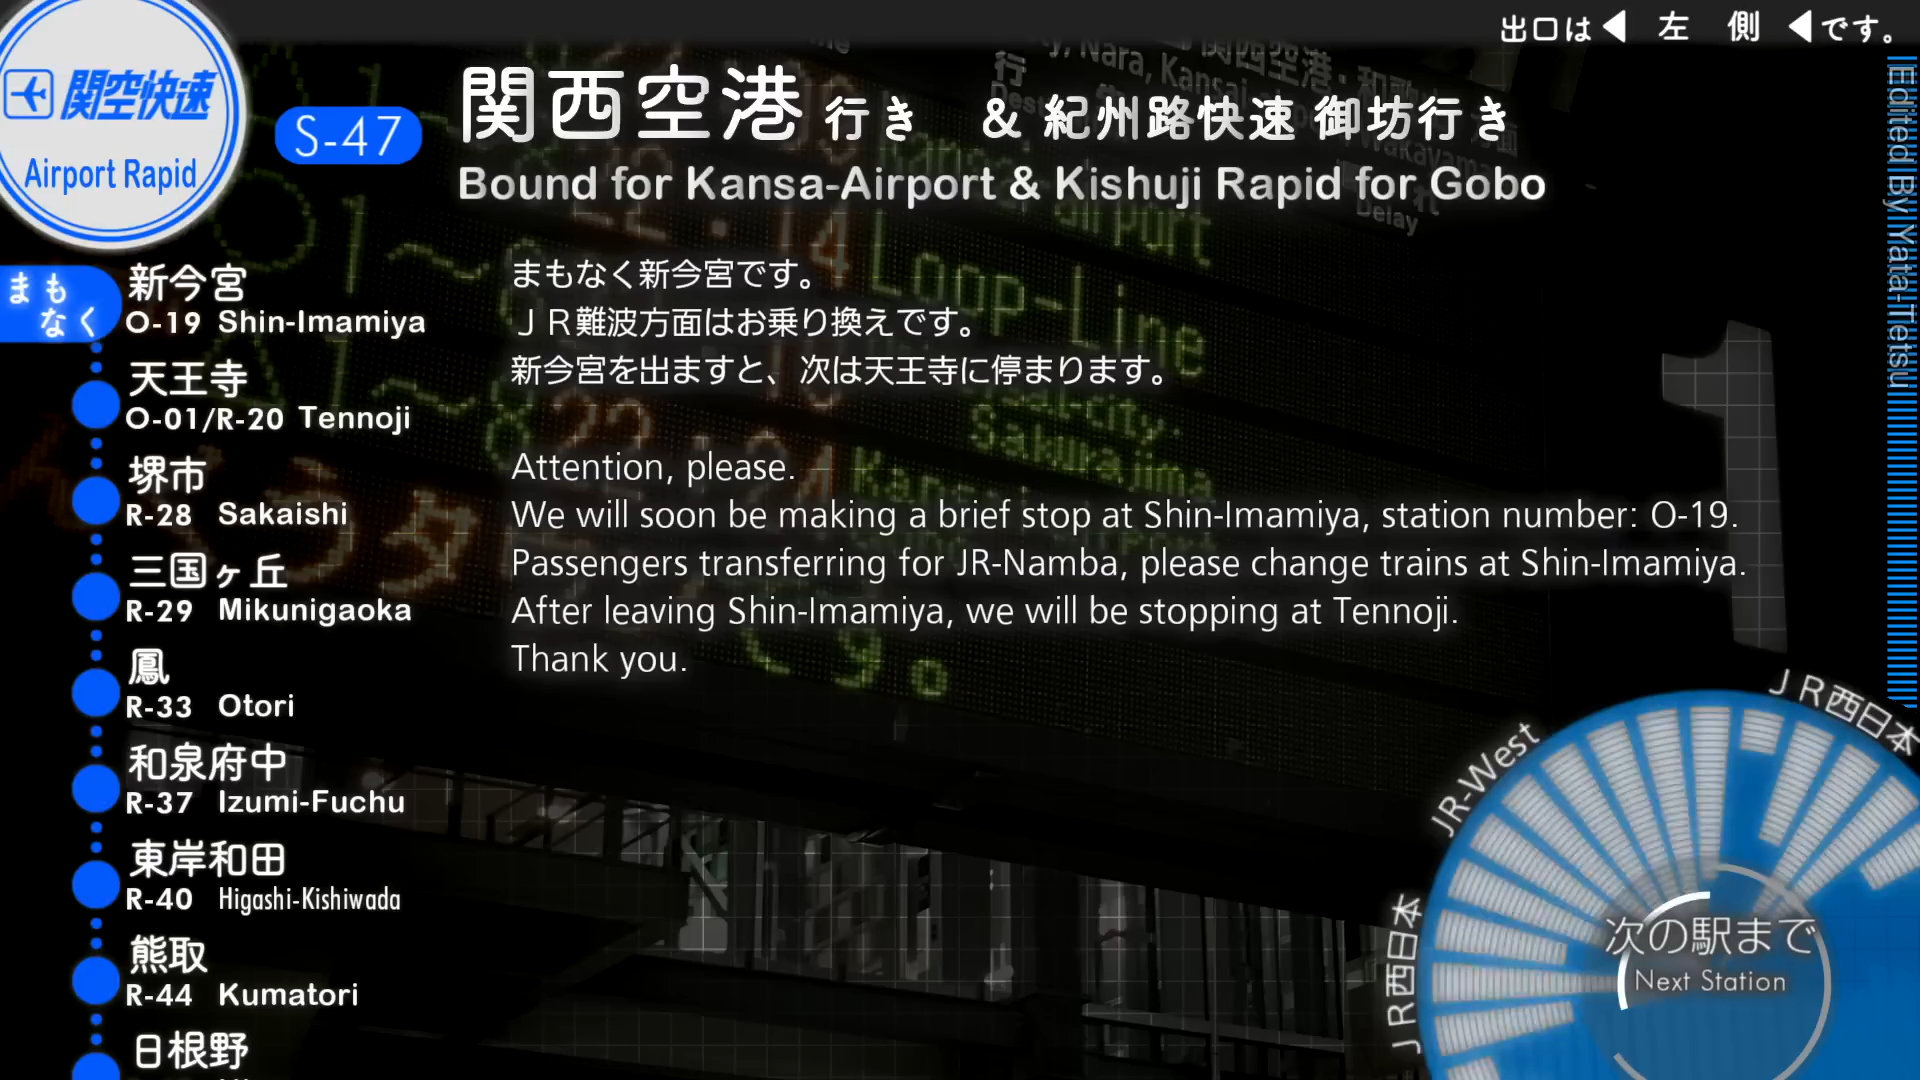 出口は◀ 左 側 ◀です。
関空快速
Airport Rapid
S-47
関西空港 行き & 紀州路快速 御坊行き
Bound for Kansa-Airport & Kishuji Rapid for Gobo
Edited By Yata-Tetsu
まも
なく
新今宮
O-19 Shin-Imamiya
天王寺
O-01/R-20 Tennoji
堺市
R-28 Sakaishi
三国ヶ丘
R-29 Mikunigaoka
鳳
R-33 Otori
和泉府中
R-37 Izumi-Fuchu
東岸和田
R-40 Higashi-Kishiwada
熊取
R-44 Kumatori
日根野
まもなく新今宮です。
ＪＲ難波方面はお乗り換えです。
新今宮を出ますと、次は天王寺に停まります。
Attention, please.
We will soon be making a brief stop at Shin-Imamiya, station number: O-19.
Passengers transferring for JR-Namba, please change trains at Shin-Imamiya.
After leaving Shin-Imamiya, we will be stopping at Tennoji.
Thank you.
ＪＲ西日本
JR-West
ＪＲ西日本
次の駅まで
Next Station
22:14
Loop-Line
airport
22:24
Sakurajima
Delay